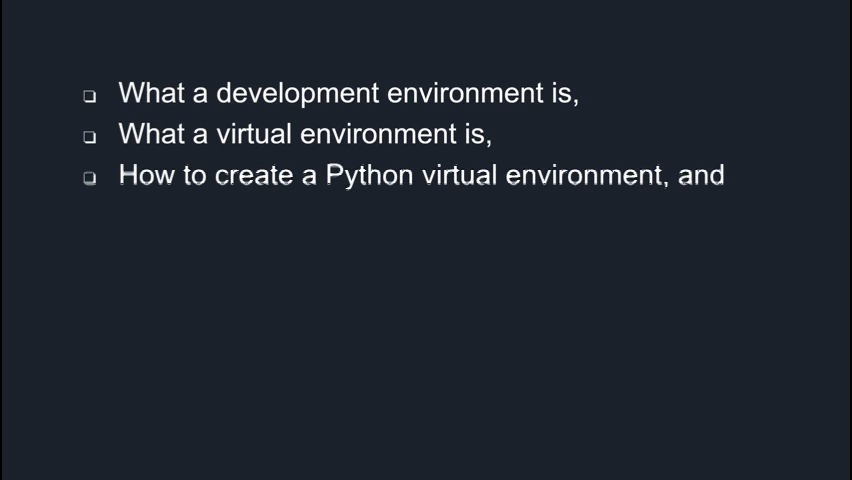 What a development environment is,
What a virtual environment is,
How to create a Python virtual environment, and